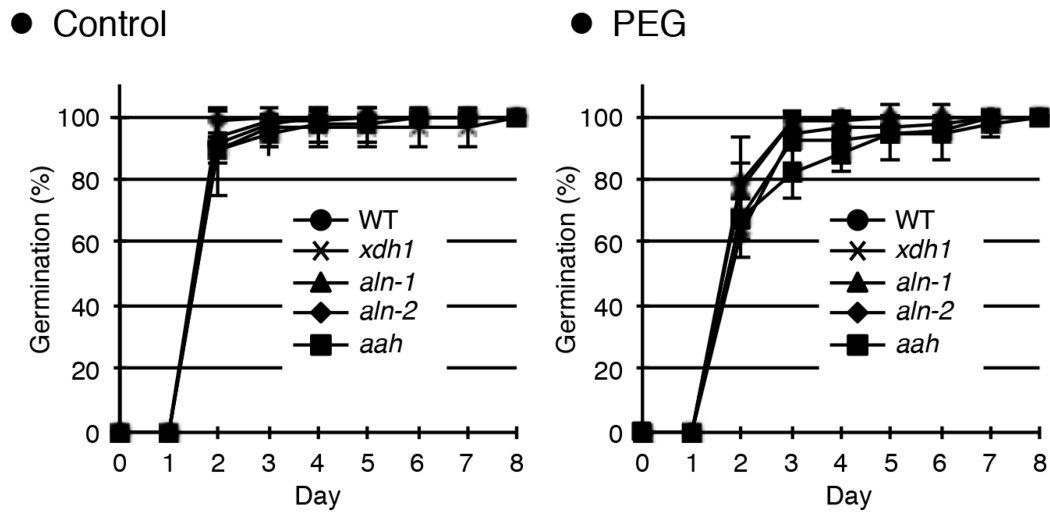 ● Control
100
80
60
40
20
0
Germination (%)
WT
xdh1
aln-1
aln-2
aah
0 1 2 3 4 5 6 7 8
Day
● PEG
100
80
60
40
20
0
Germination (%)
WT
xdh1
aln-1
aln-2
aah
0 1 2 3 4 5 6 7 8
Day